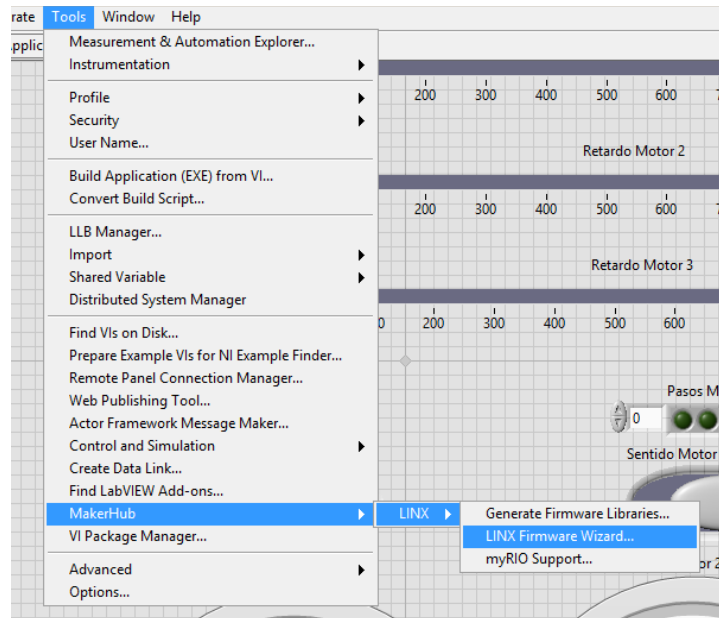 rate Tools Window Help
Applic
Measurement & Automation Explorer...
Instrumentation
Profile
Security
User Name...
Build Application (EXE) from VI...
Convert Build Script...
LLB Manager...
Import
Shared Variable
Distributed System Manager
Find VIs on Disk...
Prepare Example VIs for NI Example Finder...
Remote Panel Connection Manager...
Web Publishing Tool...
Actor Framework Message Maker...
Control and Simulation
Create Data Link...
Find LabVIEW Add-ons...
MakerHub
VI Package Manager...
Advanced
Options...
LINX
Generate Firmware Libraries...
LINX Firmware Wizard...
myRIO Support...
200 300 400 500 600
Retardo Motor 2
200 300 400 500 600
Retardo Motor 3
0 200 300 400 500 600
Pasos M
0
Sentido Motor
or 2